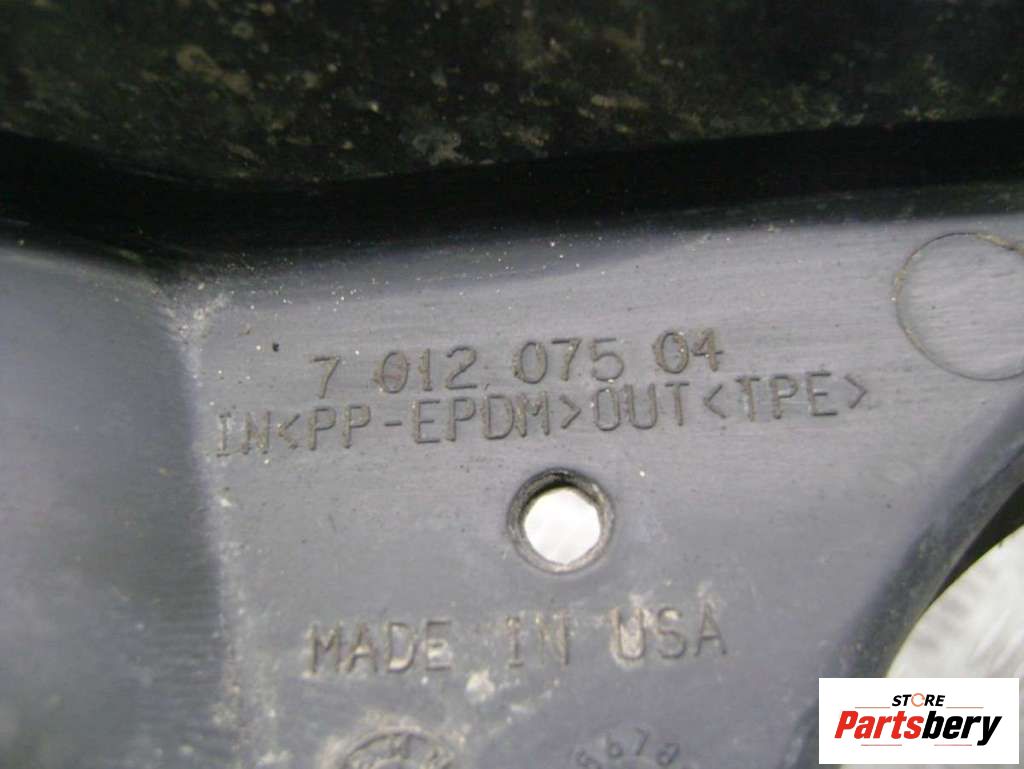 7 012 075 04
IN<PP-EPDM>OUT<TPE>
MADE IN USA
STORE
Partsbery